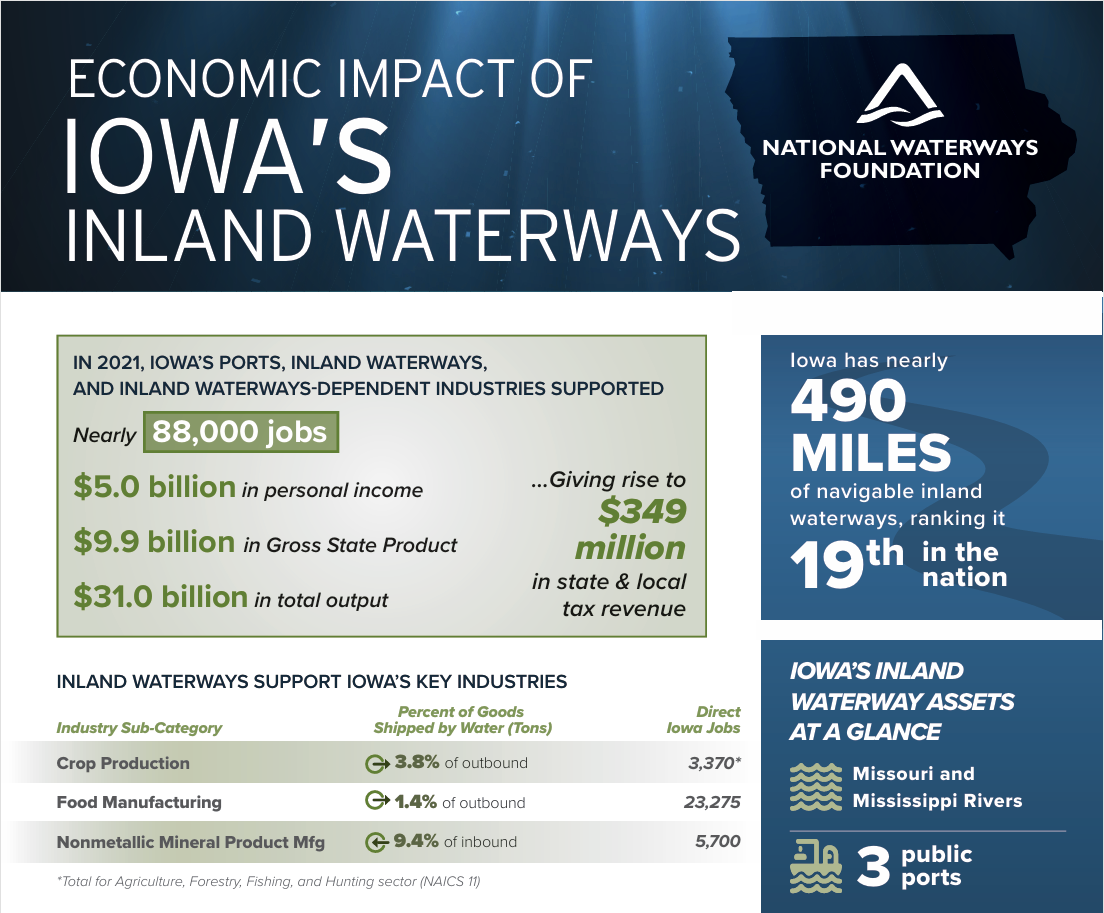 ECONOMIC IMPACT OF
IOWA'S
INLAND WATERWAYS
NATIONAL WATERWAYS
FOUNDATION
IN 2021, IOWA'S PORTS, INLAND WATERWAYS,
AND INLAND WATERWAYS-DEPENDENT INDUSTRIES SUPPORTED
Nearly 88,000 jobs
$5.0 billion in personal income
$9.9 billion in Gross State Product
$31.0 billion in total output
...Giving rise to
$349
million
in state & local
tax revenue
Iowa has nearly
490
MILES
of navigable inland
waterways, ranking it
19th in the
nation
INLAND WATERWAYS SUPPORT IOWA'S KEY INDUSTRIES
Industry Sub-Category
Percent of Goods
Shipped by Water (Tons)
Direct
Iowa Jobs
Crop Production 3.8% of outbound 3,370*
Food Manufacturing 1.4% of outbound 23,275
Nonmetallic Mineral Product Mfg 9.4% of inbound 5,700
*Total for Agriculture, Forestry, Fishing, and Hunting sector (NAICS 11)
IOWA'S INLAND
WATERWAY ASSETS
AT A GLANCE
Missouri and
Mississippi Rivers
3 public
ports